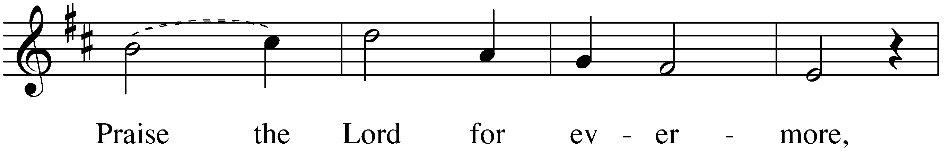 Praise the Lord for ev - er - more,